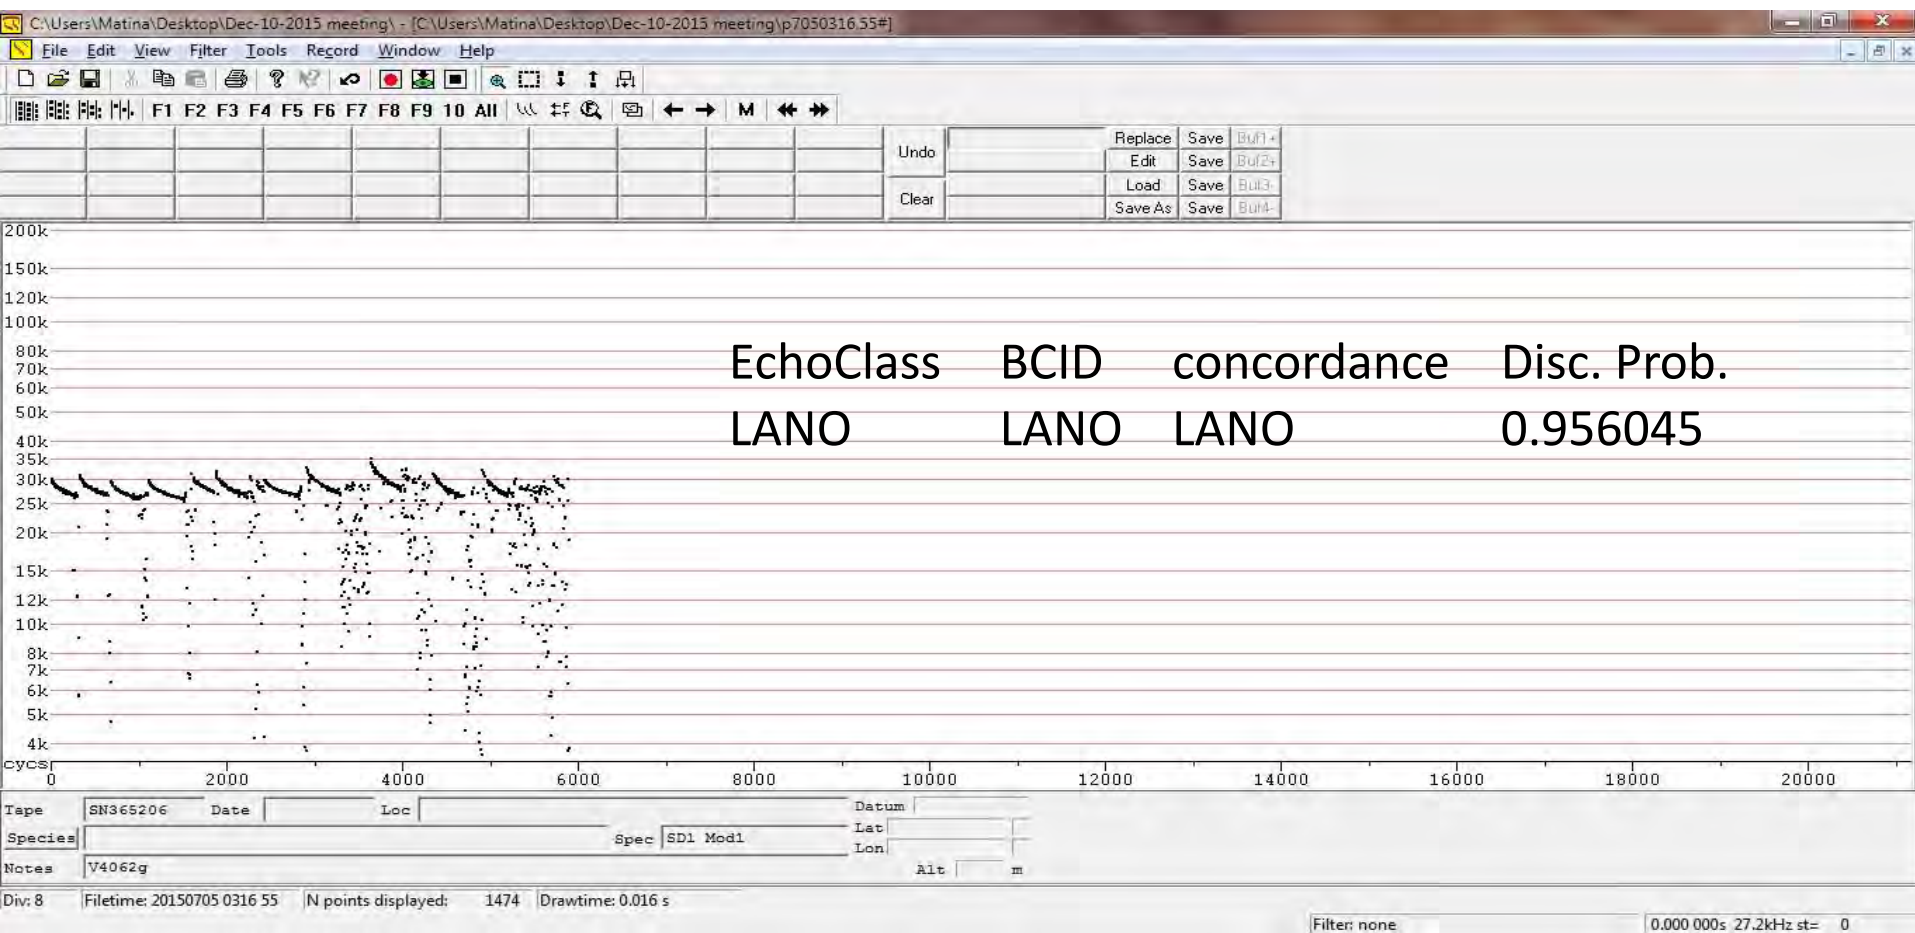 C:\Users\Matina\Desktop\Dec-10-2015 meeting\ - [C:\Users\Matina\Desktop\Dec-10-2015 meeting\p7050316.55#]
File Edit View Filter Tools Record Window Help
F1 F2 F3 F4 F5 F6 F7 F8 F9 10 All M
Undo Replace Save Buf1+
Edit Save Buf2+
Clear Load Save Buf3-
Save As Save Buf4-
200k
150k
120k
100k
80k
70k
60k
50k
40k
35k
30k
25k
20k
15k
12k
10k
8k
7k
6k
5k
4k
EchoClass BCID concordance Disc. Prob.
LANO LANO LANO 0.956045
cycs
0 2000 4000 6000 8000 10000 12000 14000 16000 18000 20000
Tape SN365206 Date Loc Datum
Species Spec SD1 Mod1 Lat
Lon
Notes V4062g Alt m
Div: 8 Filetime: 20150705 0316 55 N points displayed: 1474 Drawtime: 0.016 s
Filter: none 0.000 000s 27.2kHz st= 0